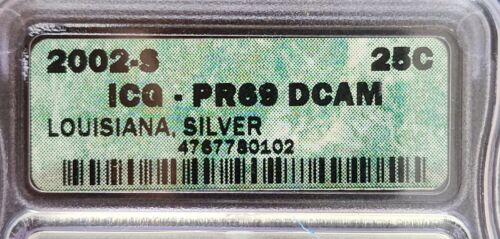 2002-S 25C
ICG - PR69 DCAM
LOUISIANA, SILVER
4767780102